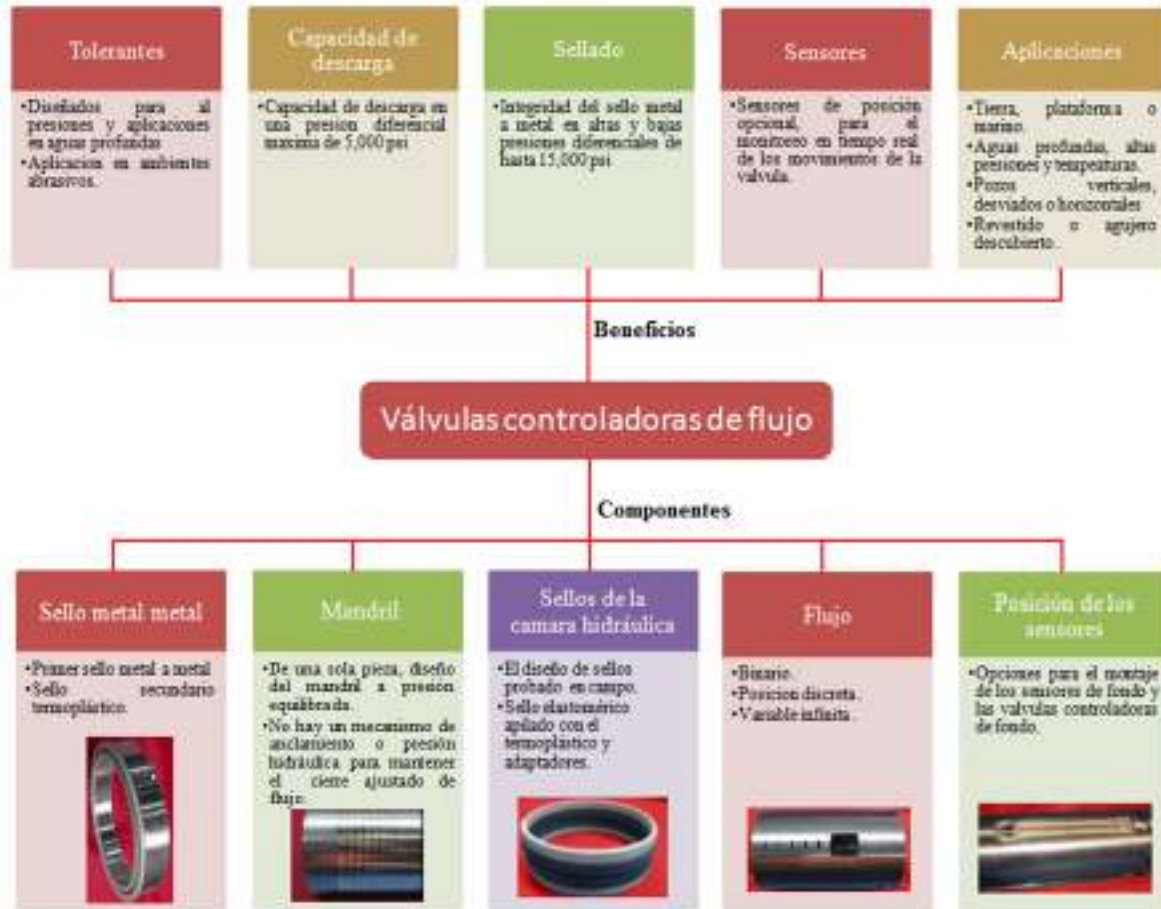 Tolerantes
•Diseñados para al
presiones y aplicaciones
en aguas profundas
•Aplicacion en ambientes
abrasivos.
Capacidad de
descarga
•Capacidad de descarga en
una presion diferencial
maxima de 5,000 psi
Sellado
•Integridad del sello metal
a metal en altas y bajas
presiones diferenciales de
hasta 15,000 psi
Sensores
•Sensores de posición
opcional, para el
monitoreo en tiempo real
de los movimientos de la
valvula.
Aplicaciones
•Tierra, plataforma o
marino.
•Aguas profundas, altas
presiones y temperaturas.
•Pozos verticales,
desviados o horizontales
•Revestido o agujero
descubierto.
Beneficios
Válvulas controladoras de flujo
Componentes
Sello metal metal
•Primer sello metal a metal
•Sello secundario
termoplástico.
Mandril
•De una sola pieza, diseño
del mandril a presión
equilibrada.
•No hay un mecanismo de
anclamiento o presión
hidráulica para mantener
el cierre ajustado de
flujo.
Sellos de la
camara hidráulica
•El diseño de sellos
probado en campo.
•Sello elastomérico
apilado con el
termoplástico y
adaptadores.
Flujo
•Binario.
•Posicion discreta.
•Variable infinita.
Posición de los
sensores
•Opciones para el montaje
de los sensores de fondo y
las valvulas controladoras
de fondo.